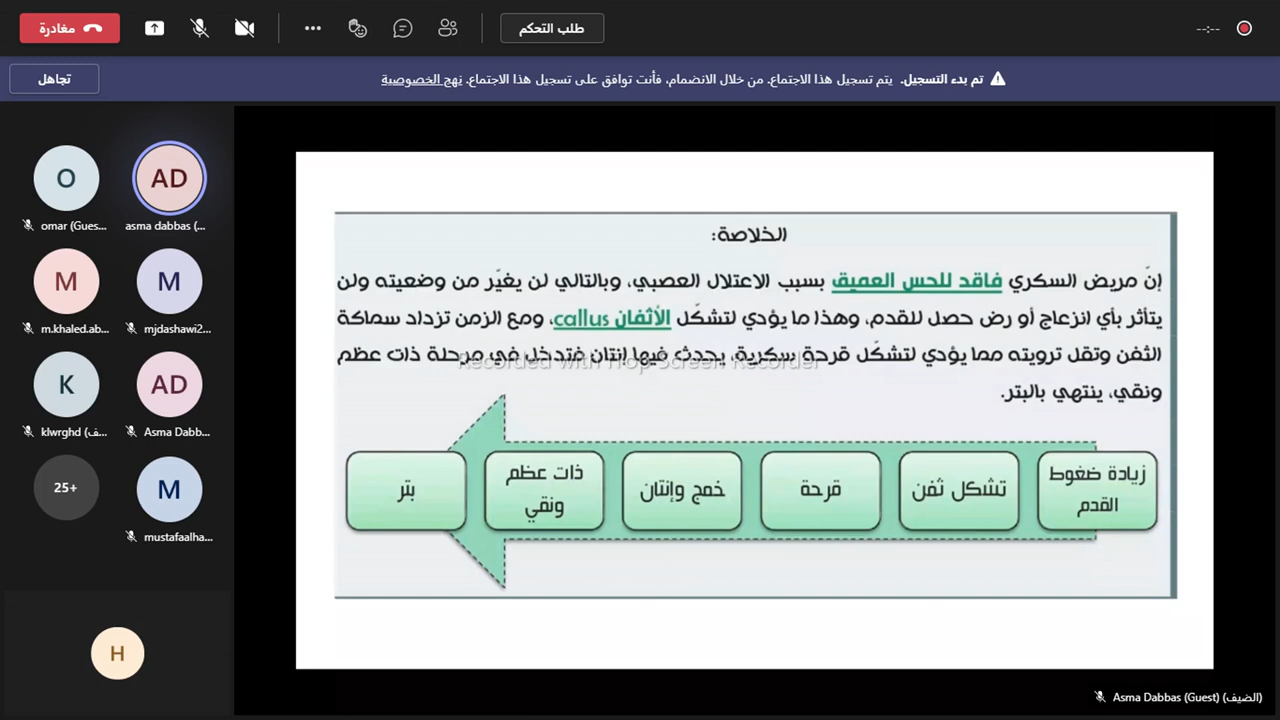 مغادرة
طلب التحكم
--:--
تم بدء التسجيل. يتم تسجيل هذا الاجتماع. من خلال الانضمام، فأنت توافق على تسجيل هذا الاجتماع. نهج الخصوصية
تجاهل
O
AD
omar (Gues...
asma dabbas (...
M
M
m.khaled.ab...
mjdashawi2...
K
AD
klwrghd (ضيف...
Asma Dabb...
25+
M
mustafaalha...
H
الخلاصة:
إنّ مريض السكري فاقد للحس العميق بسبب الاعتلال العصبي، وبالتالي لن يغيّر من وضعيته ولن
يتأثر بأي انزعاج أو رض حصل للقدم، وهذا ما يؤدي لتشكّل الأثفان callus، ومع الزمن تزداد سماكة
الثفن وتقل ترويته مما يؤدي لتشكّل قرحة سكرية، يحدث فيها إنتان فتدخل في مرحلة ذات عظم
ونقي، ينتهي بالبتر.
Recorded with iTop Screen Recorder
زيادة ضغوط
القدم
تشكل ثفن
قرحة
خمج وإنتان
ذات عظم
ونقي
بتر
Asma Dabbas (Guest) (الضيف)